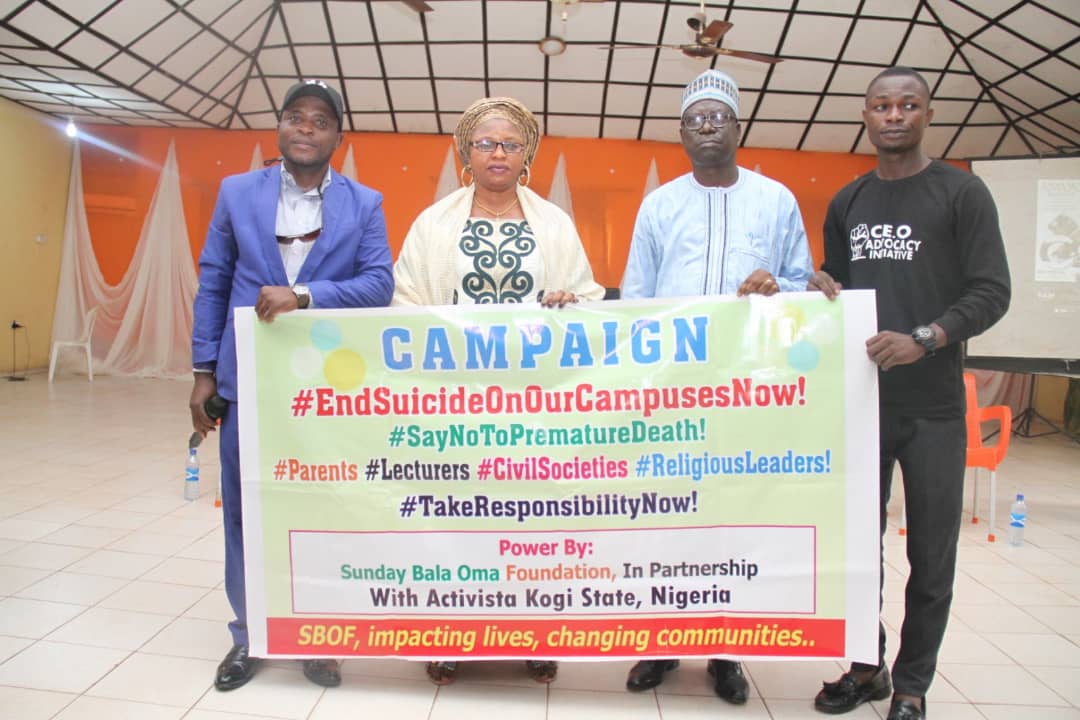 C.E.O
ADVOCACY
INITIATIVE
CAMPAIGN
#EndSuicideOnOurCampusesNow!
#SayNoToPrematureDeath!
#Parents #Lecturers #CivilSocieties #ReligiousLeaders!
#TakeResponsibilityNow!
Power By:
Sunday Bala Oma Foundation, In Partnership
With Activista Kogi State, Nigeria
SBOF, impacting lives, changing communities..